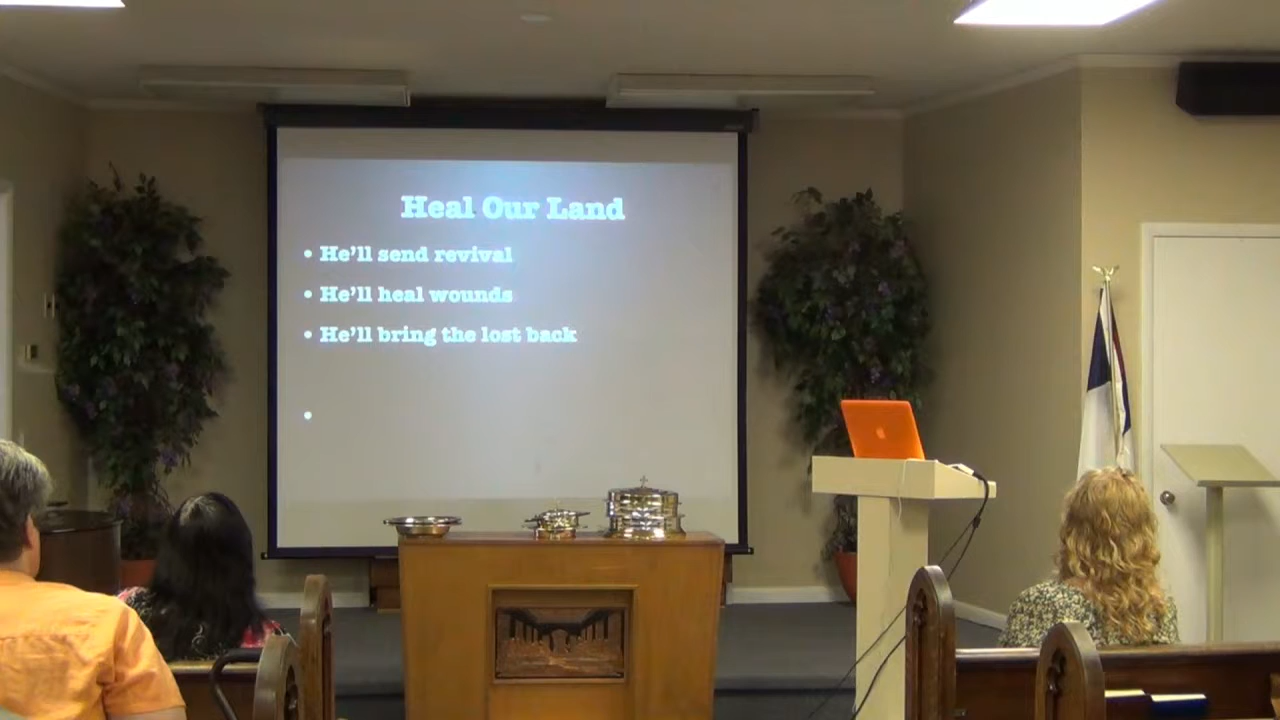 Heal Our Land
• He'll send revival
• He'll heal wounds
• He'll bring the lost back
•